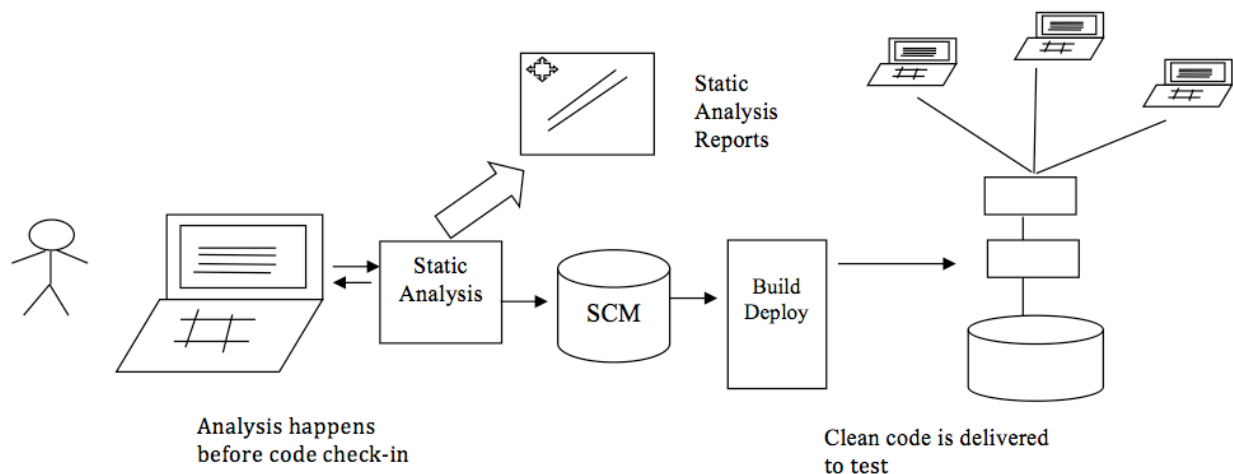 Static
Analysis
Reports
Static
Analysis
SCM
Build
Deploy
Analysis happens
before code check-in
Clean code is delivered
to test